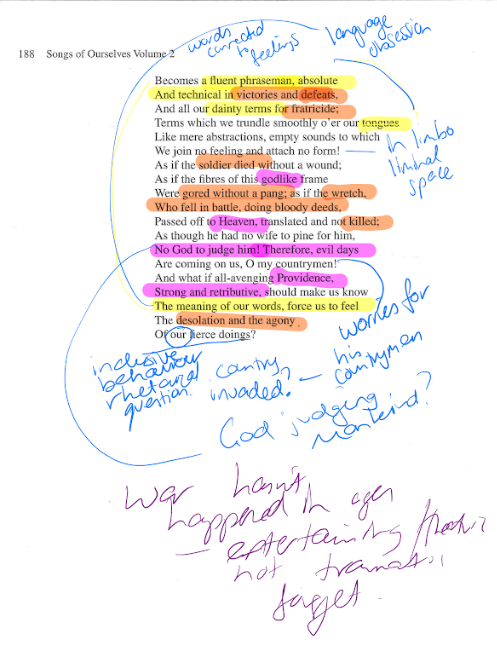 188 Songs of Ourselves Volume 2
words
connected
to
feelings
language
obsession
Becomes a fluent phraseman, absolute
And technical in victories and defeats,
And all our dainty terms for fratricide;
Terms which we trundle smoothly o'er our tongues
Like mere abstractions, empty sounds to which
We join no feeling and attach no form!
As if the soldier died without a wound;
As if the fibres of this godlike frame
Were gored without a pang; as if the wretch,
Who fell in battle, doing bloody deeds,
Passed off to Heaven, translated and not killed;
As though he had no wife to pine for him,
No God to judge him! Therefore, evil days
Are coming on us, O my countrymen!
And what if all-avenging Providence,
Strong and retributive, should make us know
The meaning of our words, force us to feel
The desolation and the agony
Of our fierce doings?
in limbo
liminal
space
worries for
his
countrymen
inclusive
behaviour
rhetorical
question.
country
invaded?
God judging
mankind?
war hasn't
happened in ages
entertaining
not
forget